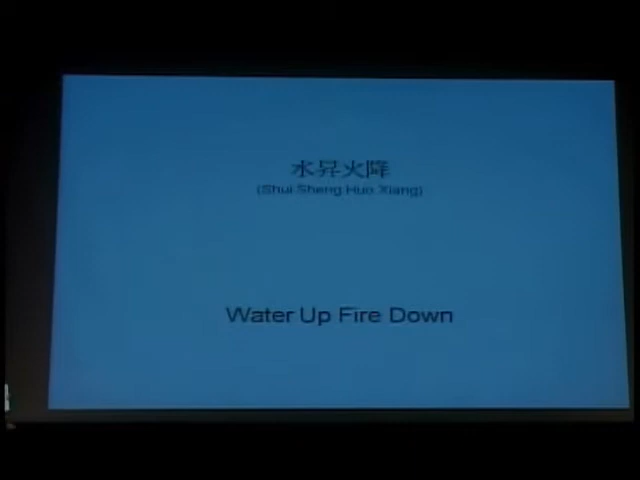 水昇火降
(Shui Sheng Huo Xiang)
Water Up Fire Down